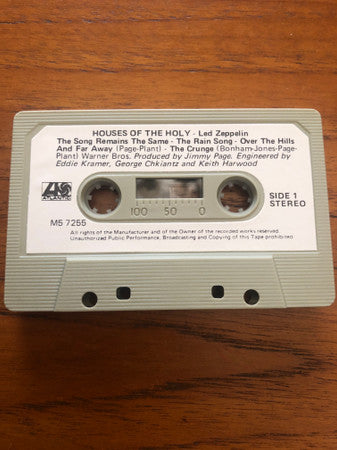 HOUSES OF THE HOLY - Led Zeppelin
The Song Remains The Same - The Rain Song - Over The Hills
And Far Away (Page-Plant) - The Crunge (Bonham-Jones-Page-
Plant) Warner Bros. Produced by Jimmy Page. Engineered by
Eddie Kramer, George Chkiantz and Keith Harwood
ATLANTIC
SIDE 1
STEREO
100 50 0
M5 7255
All rights of the Manufacturer and of the Owner of the recorded works reserved.
Unauthorized Public Performance, Broadcasting and Copying of this Tape prohibited.